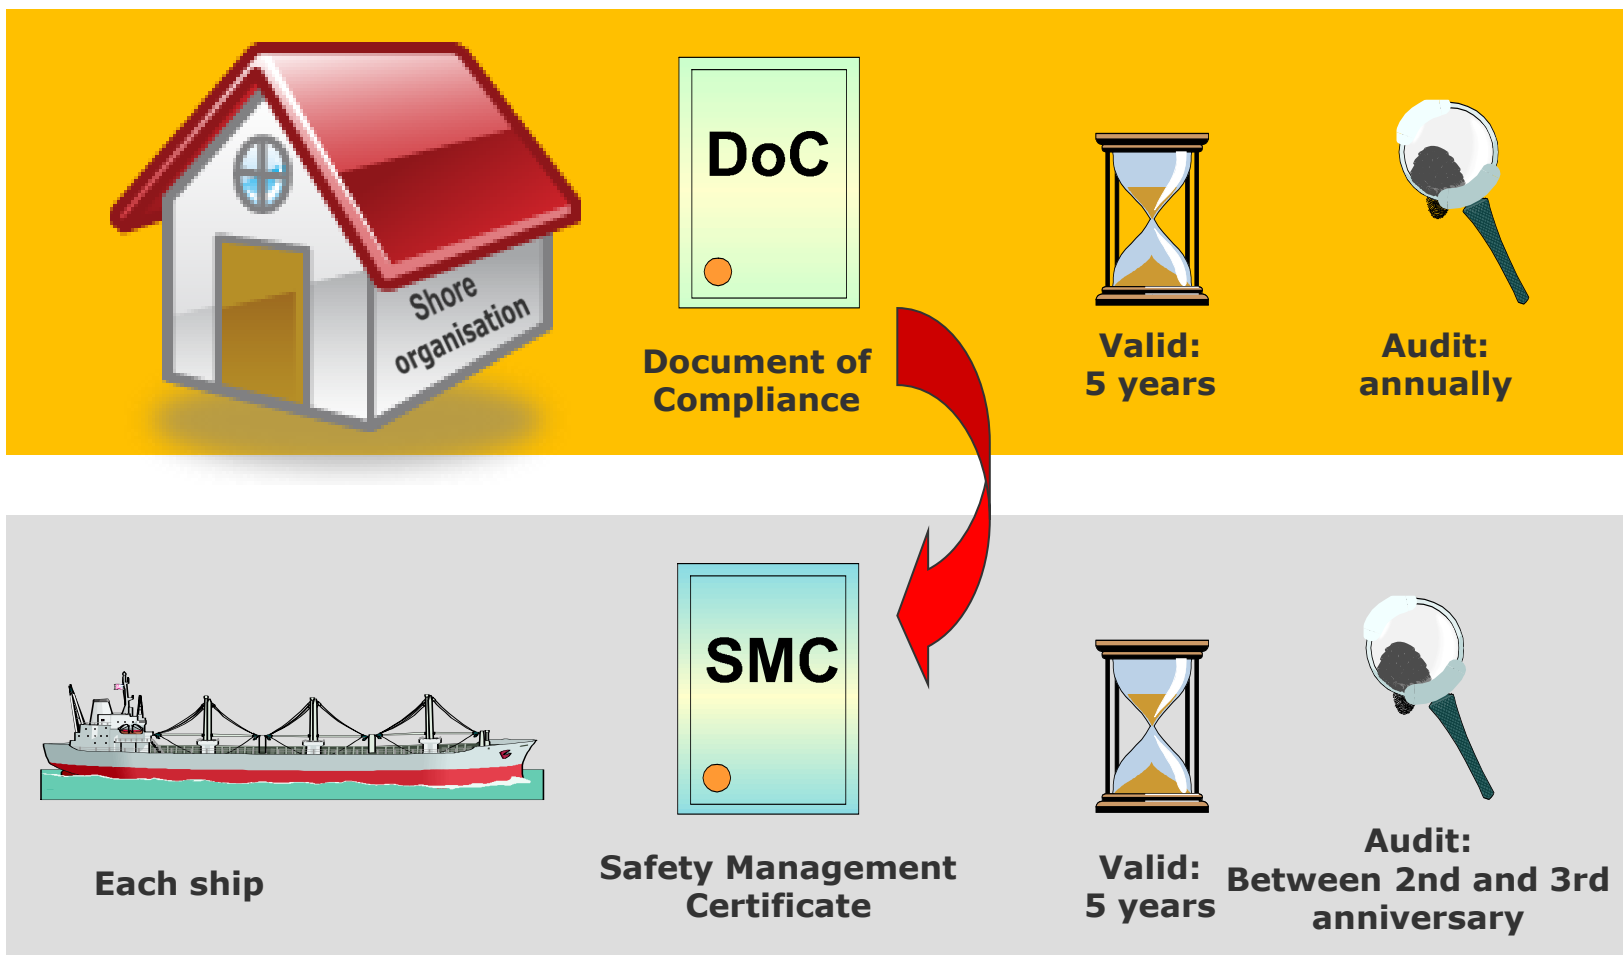 Shore
organisation
DoC
Document of
Compliance
Valid:
5 years
Audit:
annually
Each ship
SMC
Safety Management
Certificate
Valid:
5 years
Audit:
Between 2nd and 3rd
anniversary